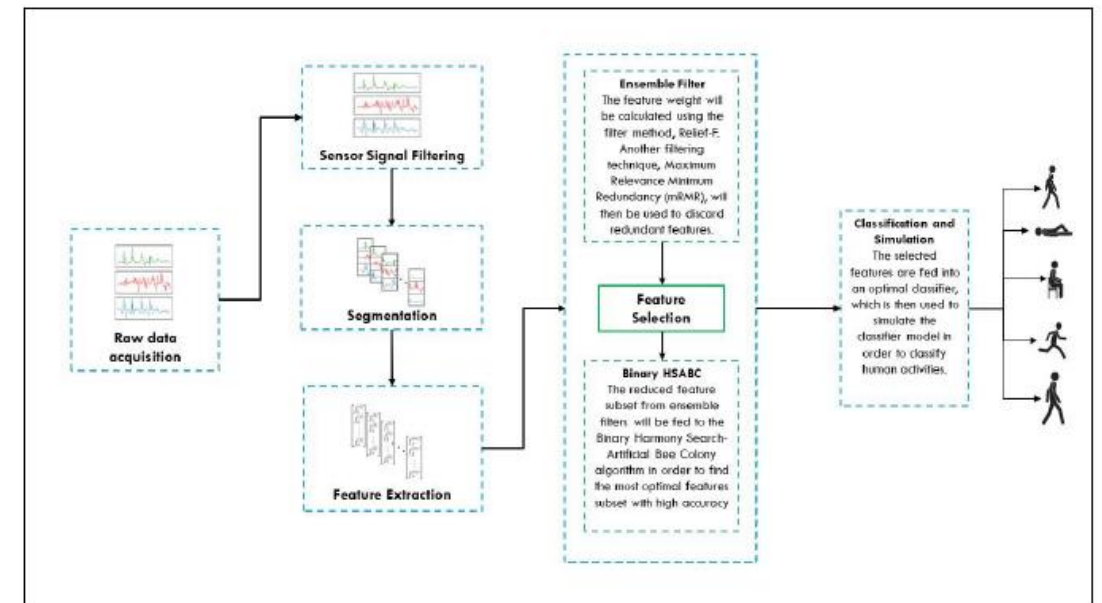 Raw data
acquisition
Sensor Signal Filtering
Segmentation
Feature Extraction
Ensemble Filter
The feature weight will
be calculated using the
filter method, Relief-F.
Another filtering
technique, Maximum
Relevance Minimum
Redundancy (mRMR), will
then be used to discard
redundant features.
Feature
Selection
Binary HSABC
The reduced feature
subset from ensemble
filters will be fed to the
Binary Harmony Search-
Artificial Bee Colony
algorithm in order to find
the most optimal features
subset with high accuracy
Classification and
Simulation
The selected
features are fed into
an optimal classifier,
which is then used to
simulate the
classifier model in
order to classify
human activities.